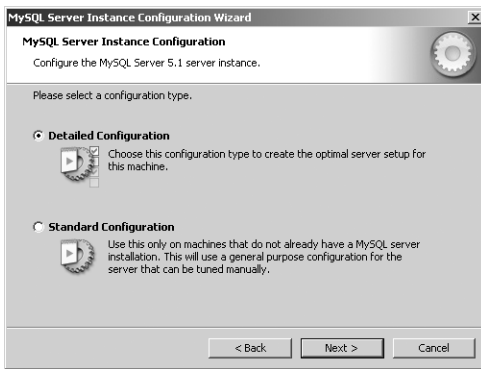 MySQL Server Instance Configuration Wizard
MySQL Server Instance Configuration
Configure the MySQL Server 5.1 server instance.
Please select a configuration type.
Detailed Configuration
Choose this configuration type to create the optimal server setup for
this machine.
Standard Configuration
Use this only on machines that do not already have a MySQL server
installation. This will use a general purpose configuration for the
server that can be tuned manually.
< Back
Next >
Cancel